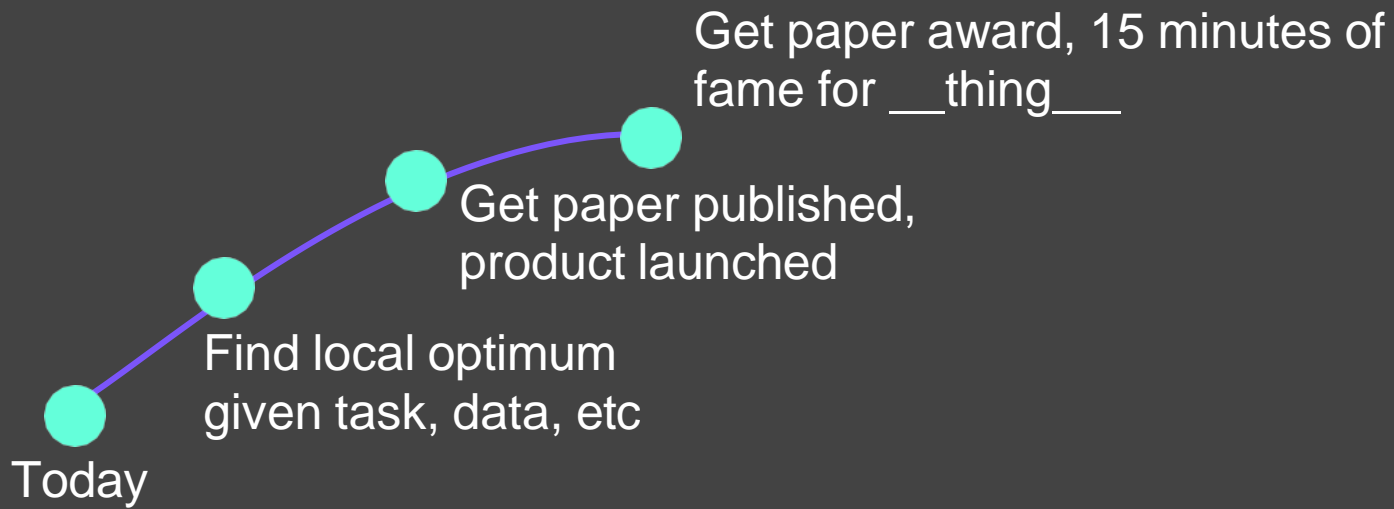 Get paper award, 15 minutes of
fame for __thing___
Get paper published,
product launched
Find local optimum
given task, data, etc
Today